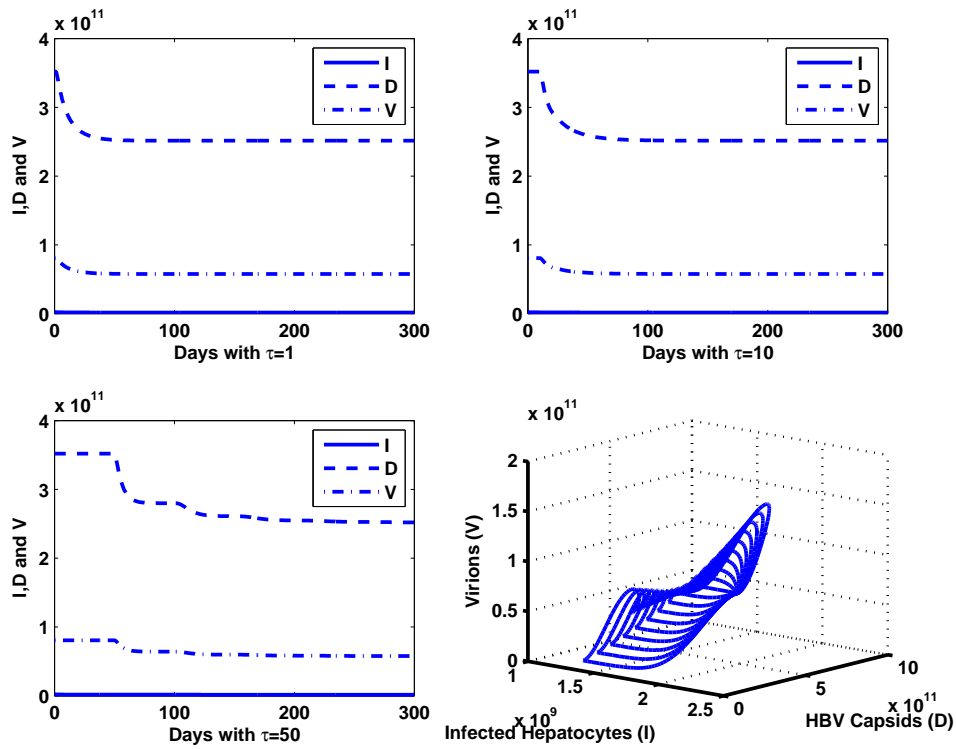 x 10^11
4
3
2
1
0
I,D and V
0 100 200 300
Days with τ=1
I
D
V
x 10^11
4
3
2
1
0
I,D and V
0 100 200 300
Days with τ=10
I
D
V
x 10^11
4
3
2
1
0
I,D and V
0 100 200 300
Days with τ=50
I
D
V
x 10^11
2
1.5
1
0.5
0
Virions (V)
1
1.5
2
2.5
x 10^9
Infected Hepatocytes (I)
0
5
10
x 10^11
HBV Capsids (D)